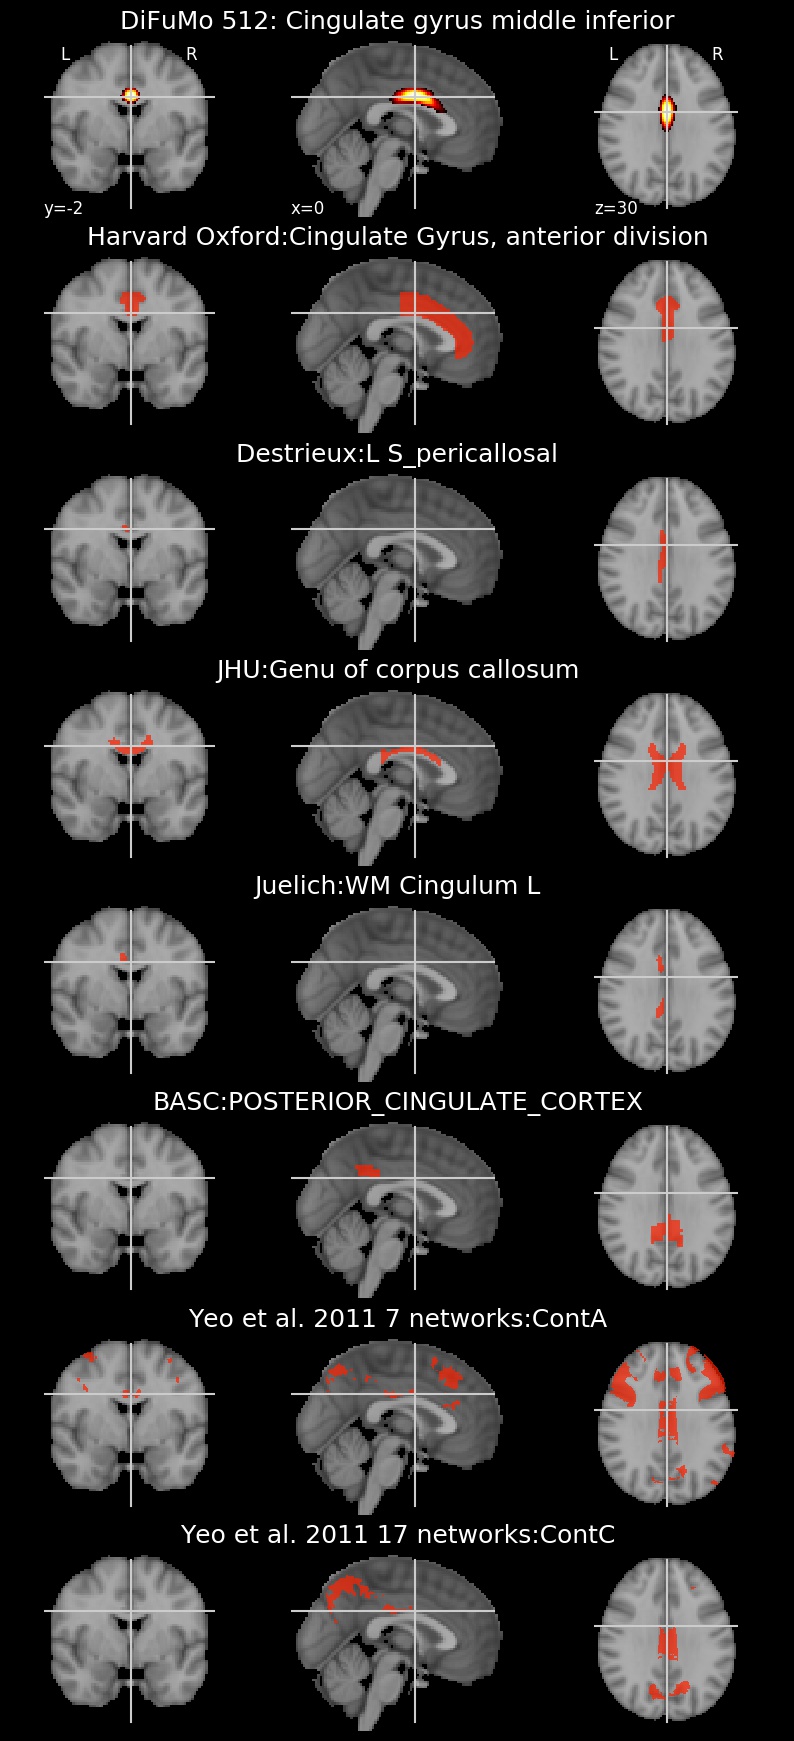 DiFuMo 512: Cingulate gyrus middle inferior
L R L R
y=-2 x=0 z=30
Harvard Oxford:Cingulate Gyrus, anterior division
Destrieux:L S_pericallosal
JHU:Genu of corpus callosum
Juelich:WM Cingulum L
BASC:POSTERIOR_CINGULATE_CORTEX
Yeo et al. 2011 7 networks:ContA
Yeo et al. 2011 17 networks:ContC